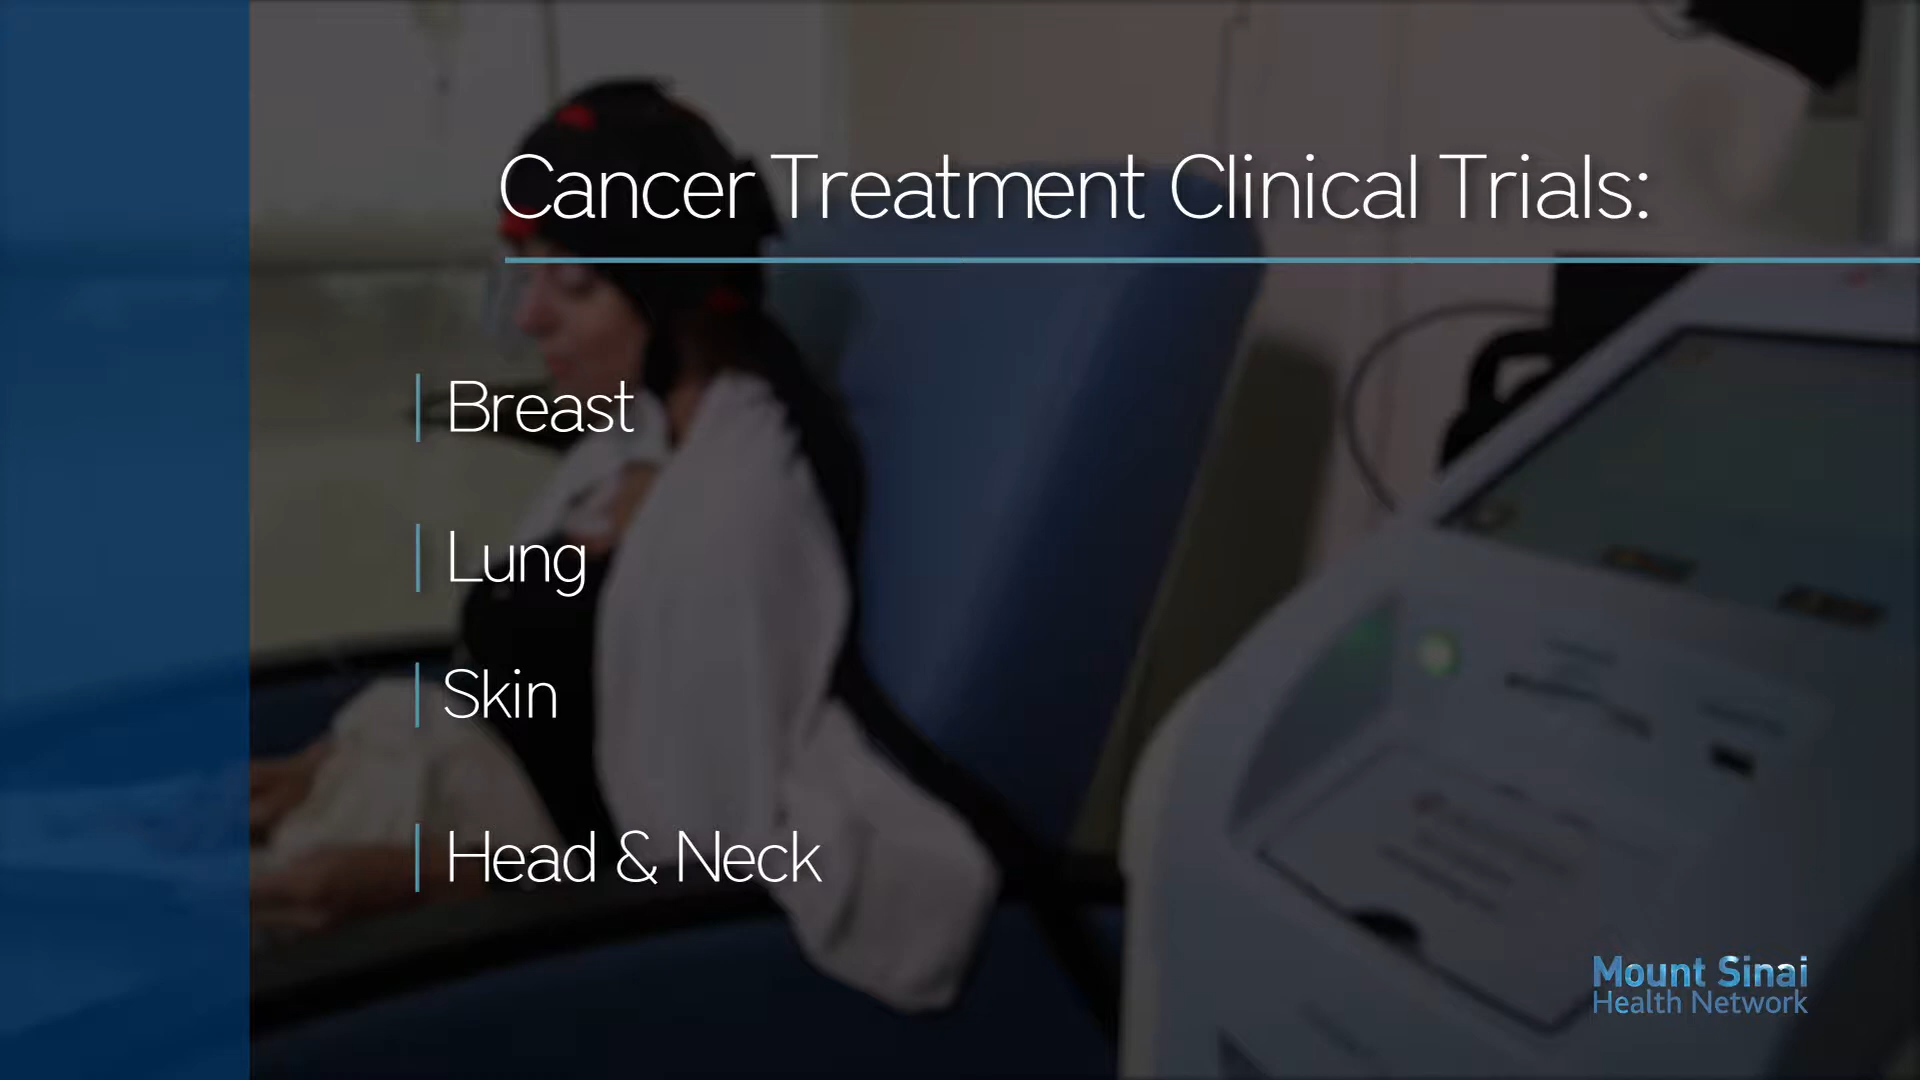 Cancer Treatment Clinical Trials:
Breast
Lung
Skin
Head & Neck
Mount Sinai
Health Network